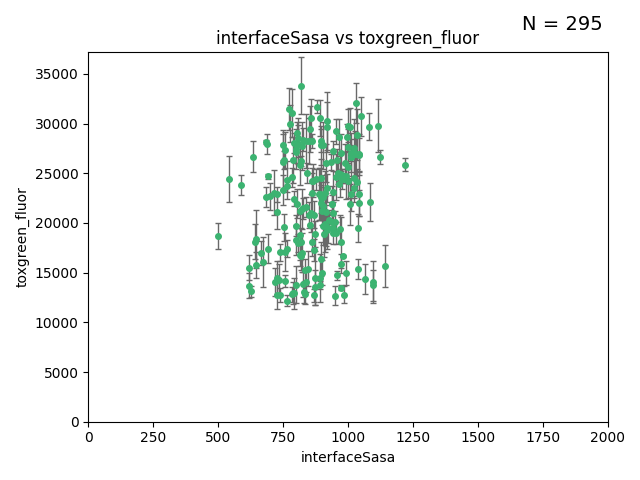 N = 295
interfaceSasa vs toxgreen_fluor
35000
30000
25000
20000
15000
10000
5000
0
toxgreen_fluor
0 250 500 750 1000 1250 1500 1750 2000
interfaceSasa